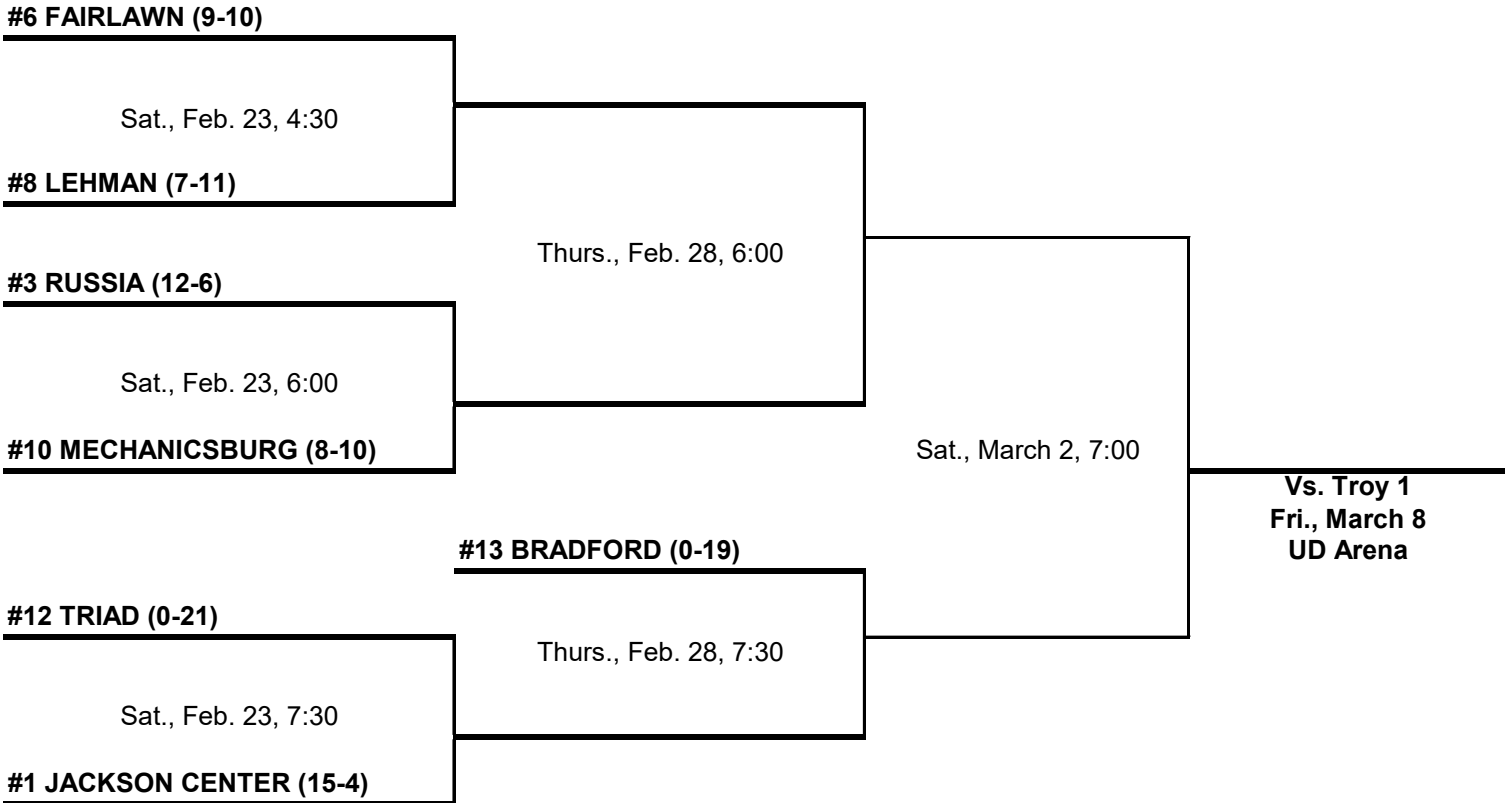 #6 FAIRLAWN (9-10)
Sat., Feb. 23, 4:30
#8 LEHMAN (7-11)
Thurs., Feb. 28, 6:00
#3 RUSSIA (12-6)
Sat., Feb. 23, 6:00
#10 MECHANICSBURG (8-10)
Sat., March 2, 7:00
Vs. Troy 1
Fri., March 8
UD Arena
#13 BRADFORD (0-19)
#12 TRIAD (0-21)
Thurs., Feb. 28, 7:30
Sat., Feb. 23, 7:30
#1 JACKSON CENTER (15-4)